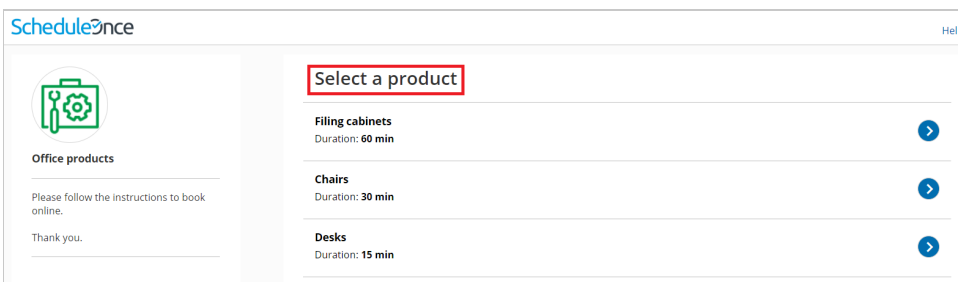 ScheduleOnce
Hel
Office products
Please follow the instructions to book
online.
Thank you.
Select a product
Filing cabinets
Duration: 60 min
Chairs
Duration: 30 min
Desks
Duration: 15 min